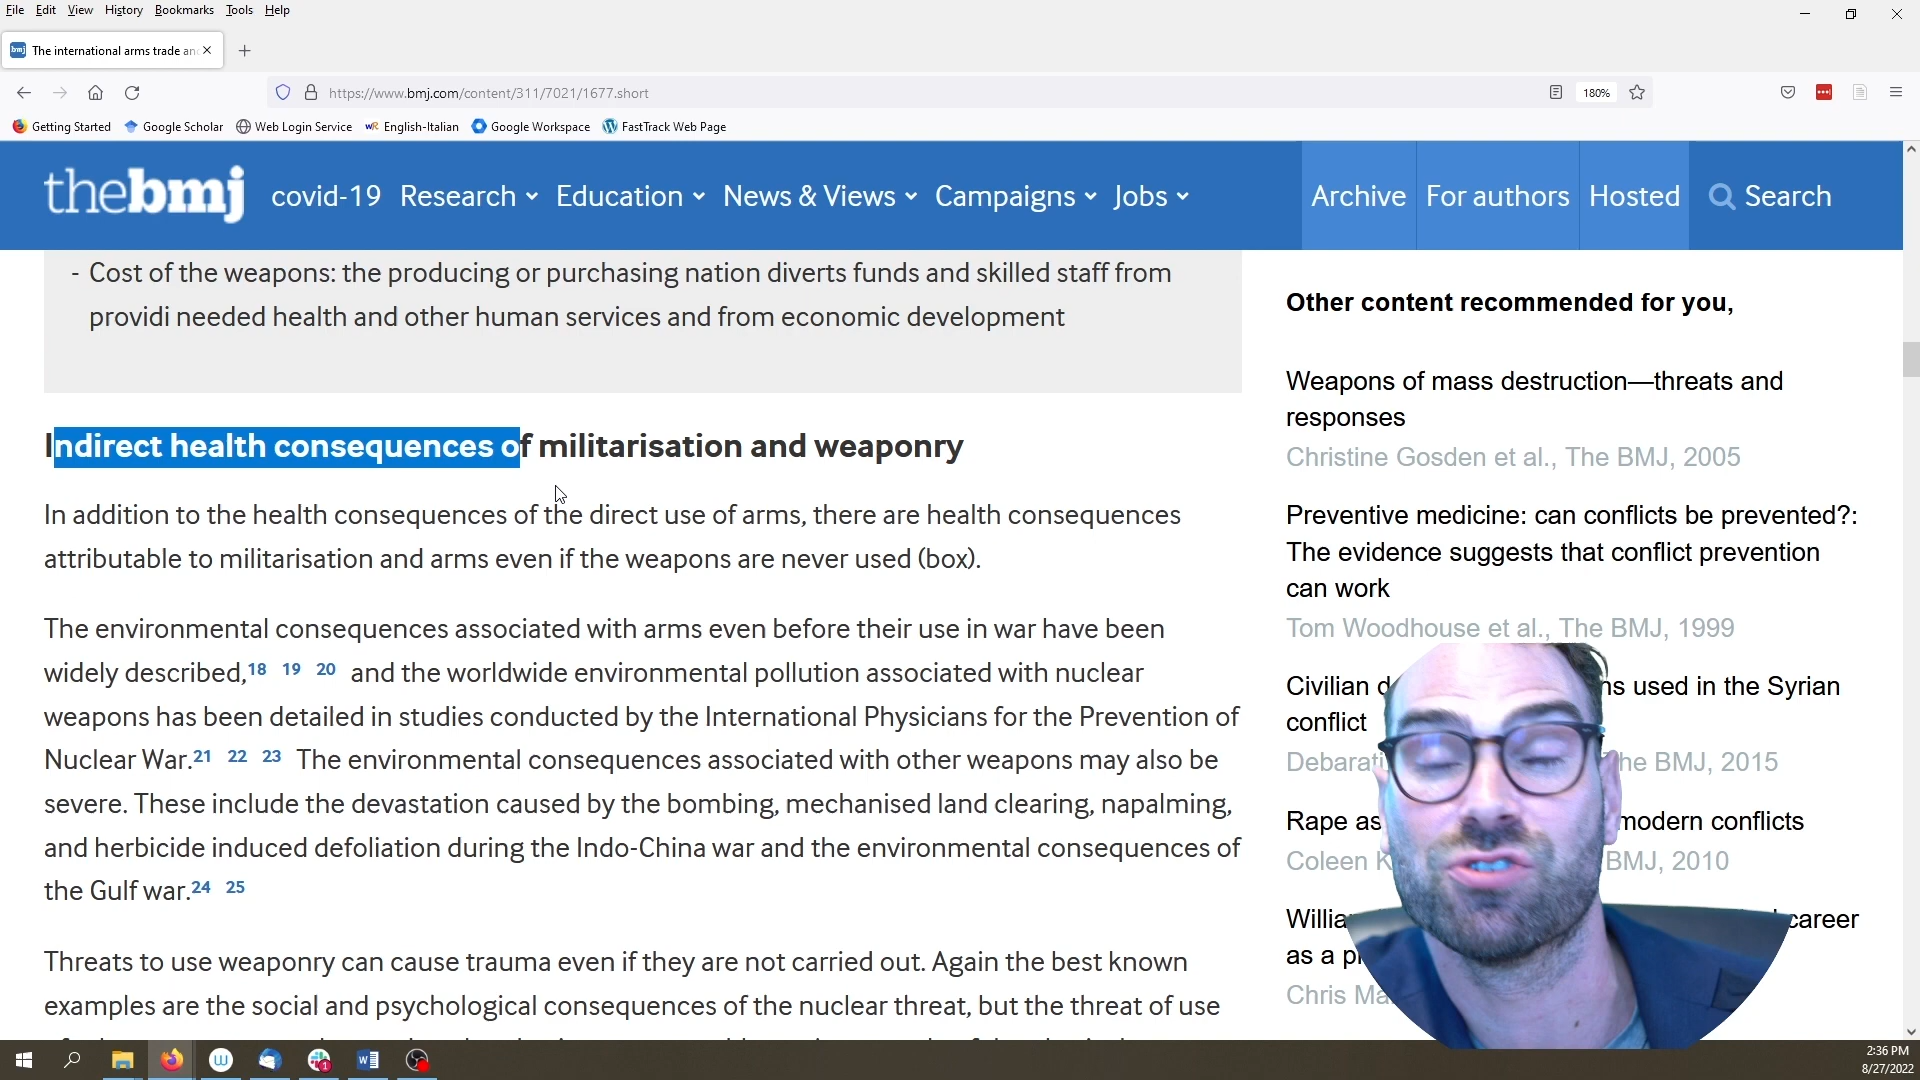 File Edit View History Bookmarks Tools Help
bmj The international arms trade an
https://www.bmj.com/content/311/7021/1677.short
180%
Getting Started Google Scholar Web Login Service wR English-Italian Google Workspace FastTrack Web Page
thebmj covid-19 Research Education News & Views Campaigns Jobs Archive For authors Hosted Search
- Cost of the weapons: the producing or purchasing nation diverts funds and skilled staff from
providi needed health and other human services and from economic development
Indirect health consequences of militarisation and weaponry
In addition to the health consequences of the direct use of arms, there are health consequences
attributable to militarisation and arms even if the weapons are never used (box).
The environmental consequences associated with arms even before their use in war have been
widely described,18 19 20 and the worldwide environmental pollution associated with nuclear
weapons has been detailed in studies conducted by the International Physicians for the Prevention of
Nuclear War.21 22 23 The environmental consequences associated with other weapons may also be
severe. These include the devastation caused by the bombing, mechanised land clearing, napalming,
and herbicide induced defoliation during the Indo-China war and the environmental consequences of
the Gulf war.24 25
Threats to use weaponry can cause trauma even if they are not carried out. Again the best known
examples are the social and psychological consequences of the nuclear threat, but the threat of use
Other content recommended for you,
Weapons of mass destruction—threats and
responses
Christine Gosden et al., The BMJ, 2005
Preventive medicine: can conflicts be prevented?:
The evidence suggests that conflict prevention
can work
Tom Woodhouse et al., The BMJ, 1999
Civilian used in the Syrian
conflict
Debarati The BMJ, 2015
Rape as modern conflicts
Coleen K BMJ, 2010
career
as a
Chris
2:36 PM
8/27/2022